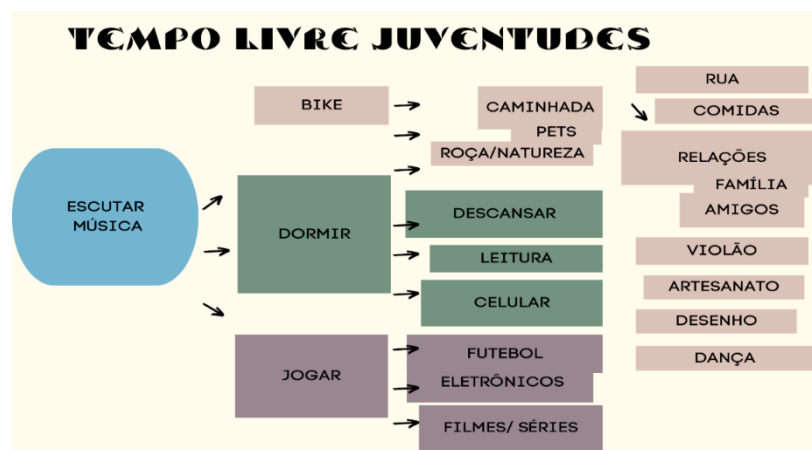 TEMPO LIVRE JUVENTUDES
ESCUTAR
MÚSICA
BIKE
DORMIR
JOGAR
CAMINHADA
PETS
ROÇA/NATUREZA
DESCANSAR
LEITURA
CELULAR
FUTEBOL
ELETRÔNICOS
FILMES/ SÉRIES
RUA
COMIDAS
RELAÇÕES
FAMÍLIA
AMIGOS
VIOLÃO
ARTESANATO
DESENHO
DANÇA